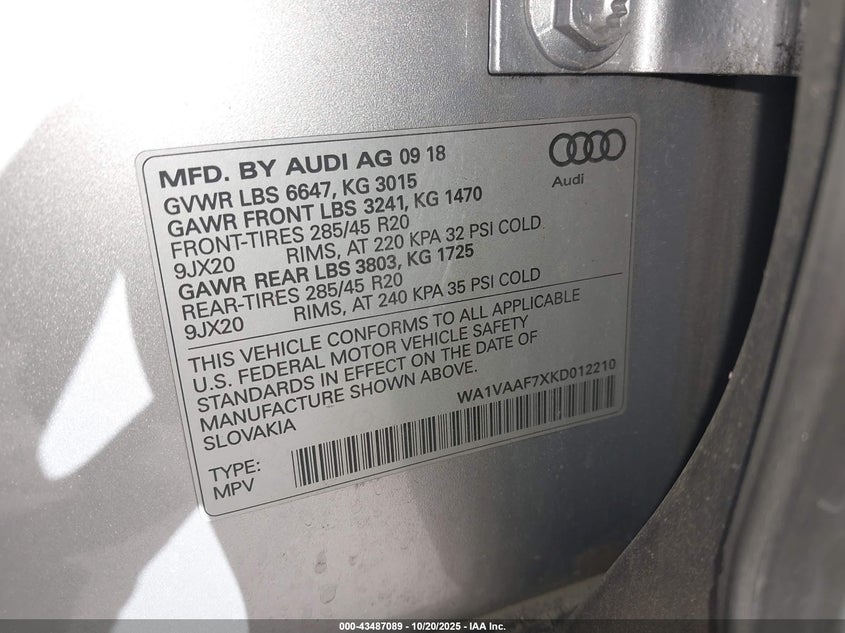 MFD. BY AUDI AG 09 18
GVWR LBS 6647, KG 3015
GAWR FRONT LBS 3241, KG 1470
FRONT-TIRES 285/45 R20
9JX20 RIMS, AT 220 KPA 32 PSI COLD
GAWR REAR LBS 3803, KG 1725
REAR-TIRES 285/45 R20
9JX20 RIMS, AT 240 KPA 35 PSI COLD
Audi
THIS VEHICLE CONFORMS TO ALL APPLICABLE
U.S. FEDERAL MOTOR VEHICLE SAFETY
STANDARDS IN EFFECT ON THE DATE OF
MANUFACTURE SHOWN ABOVE.
SLOVAKIA
WA1VAAF7XKD012210
TYPE:
MPV
000-43487089 - 10/20/2025 - IAA Inc.